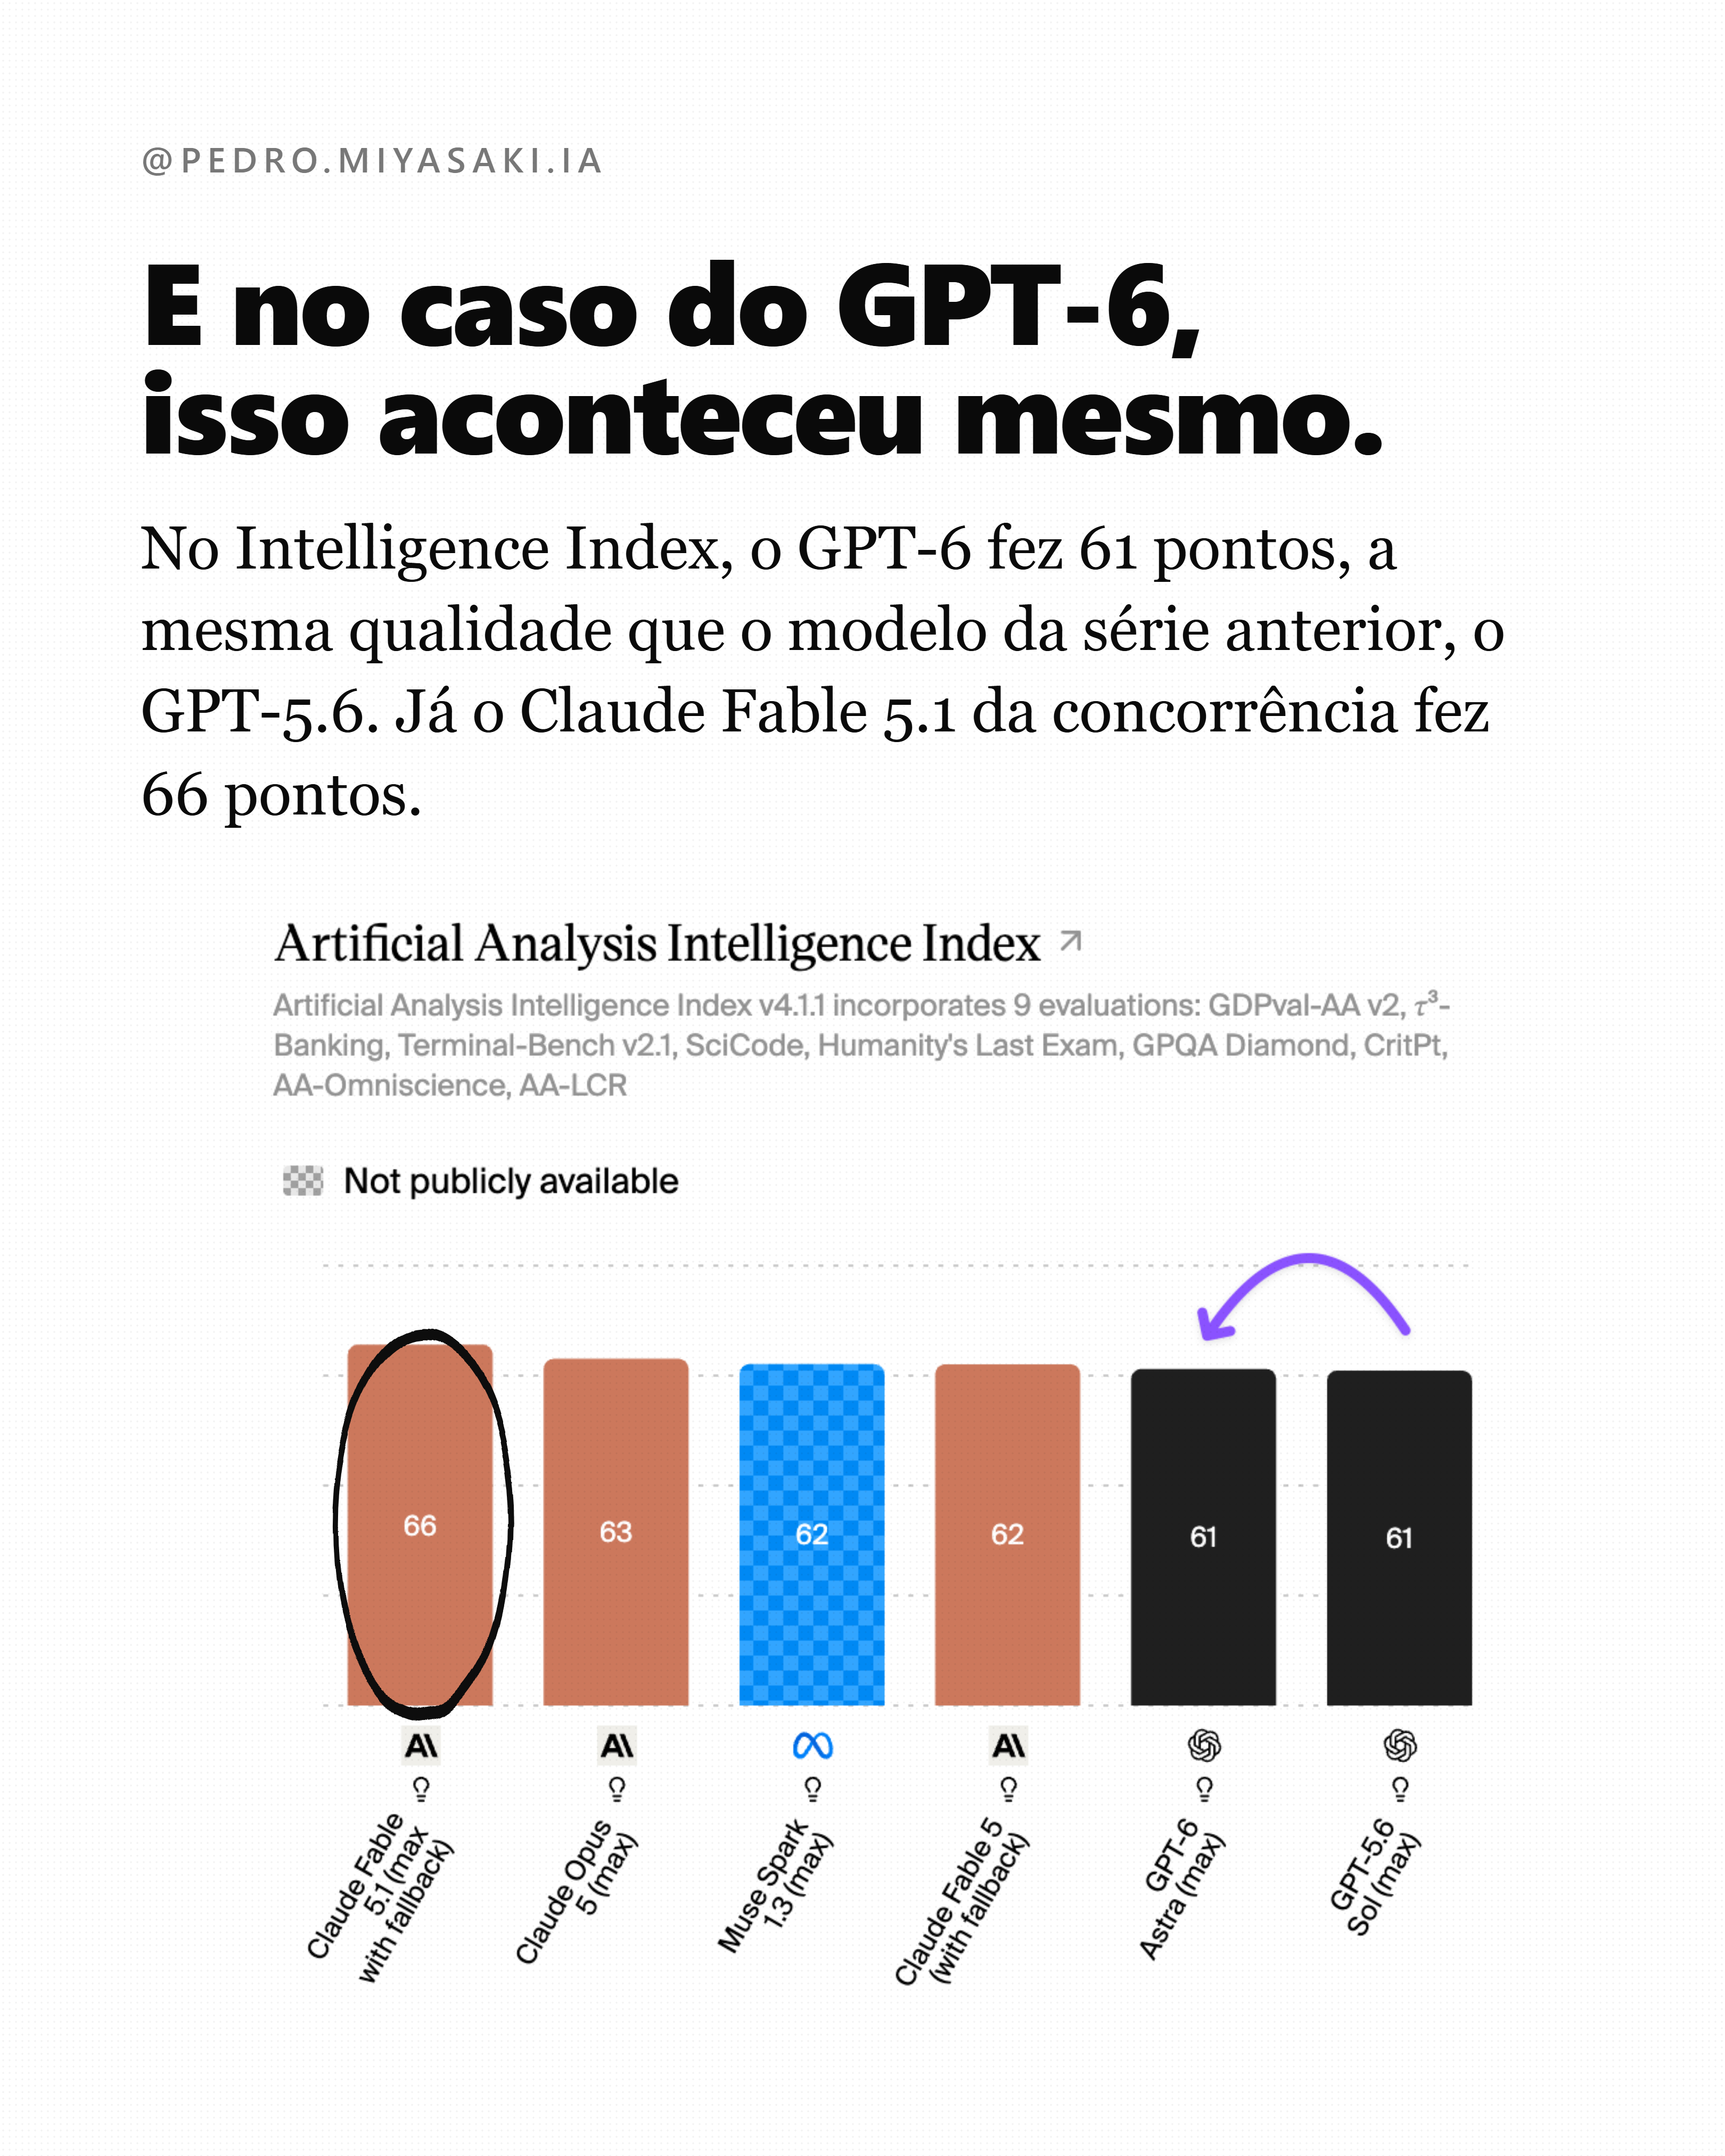 @PEDRO.MIYASAKI.IA
E no caso do GPT-6,
isso aconteceu mesmo.
No Intelligence Index, o GPT-6 fez 61 pontos, a
mesma qualidade que o modelo da série anterior, o
GPT-5.6. Já o Claude Fable 5.1 da concorrência fez
66 pontos.
Artificial Analysis Intelligence Index ↗
Artificial Analysis Intelligence Index v4.1.1 incorporates 9 evaluations: GDPval-AA v2, τ³-
Banking, Terminal-Bench v2.1, SciCode, Humanity's Last Exam, GPQA Diamond, CritPt,
AA-Omniscience, AA-LCR
Not publicly available
66
63
62
62
61
61
Claude Fable
5.1 (max
with fallback)
Claude Opus
5 (max)
Muse Spark
1.3 (max)
Claude Fable 5
(with fallback)
GPT-6
Astra (max)
GPT-5.6
Sol (max)